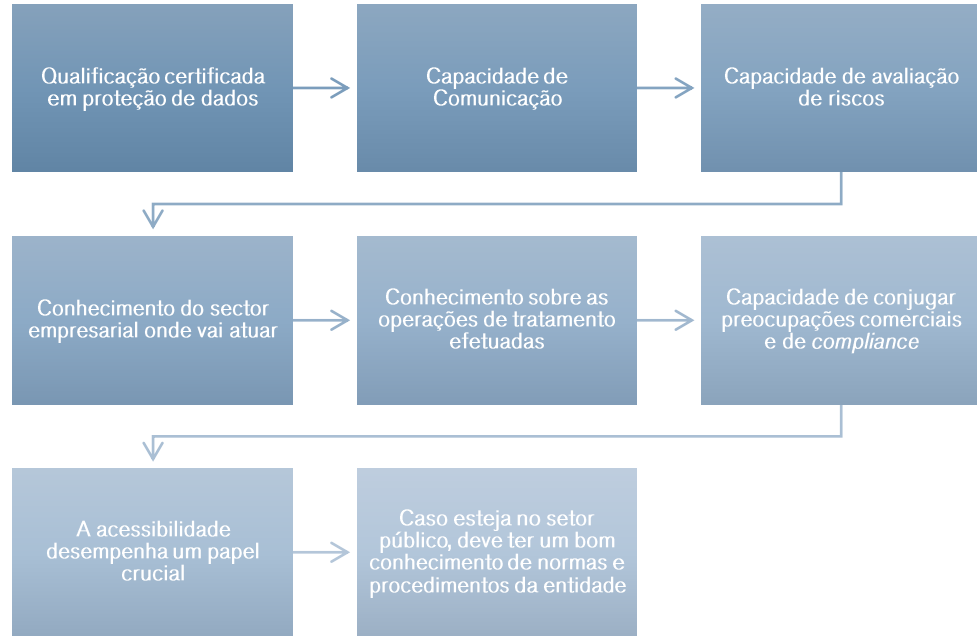 Qualificação certificada
em proteção de dados
Capacidade de
Comunicação
Capacidade de avaliação
de riscos
Conhecimento do sector
empresarial onde vai atuar
Conhecimento sobre as
operações de tratamento
efetuadas
Capacidade de conjugar
preocupações comerciais
e de compliance
A acessibilidade
desempenha um papel
crucial
Caso esteja no setor
público, deve ter um bom
conhecimento de normas e
procedimentos da entidade